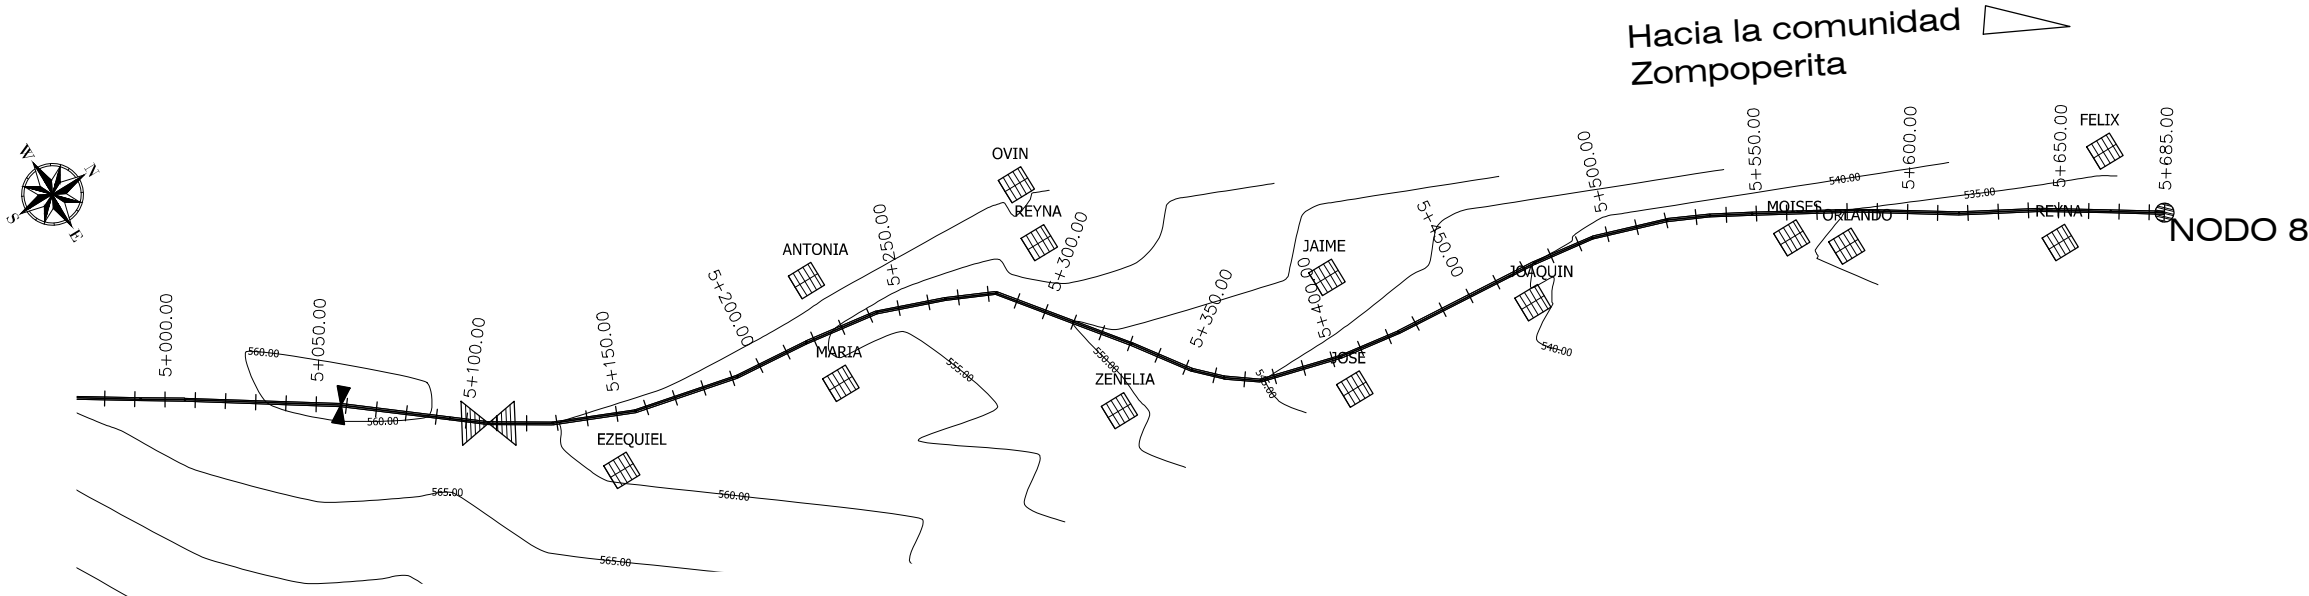 Hacia la comunidad
Zompoperita
W
N
S
E
5+000.00
5+050.00
5+100.00
5+150.00
5+200.00
5+250.00
5+300.00
5+350.00
5+400.00
5+450.00
5+500.00
5+550.00
5+600.00
5+650.00
5+685.00
OVIN
REYNA
ANTONIA
MARIA
EZEQUIEL
ZENELIA
JAIME
JOSE
JOAQUIN
MOISES
ORLANDO
REYNA
FELIX
NODO 8
560.00
560.00
565.00
565.00
560.00
555.00
550.00
545.00
540.00
540.00
535.00